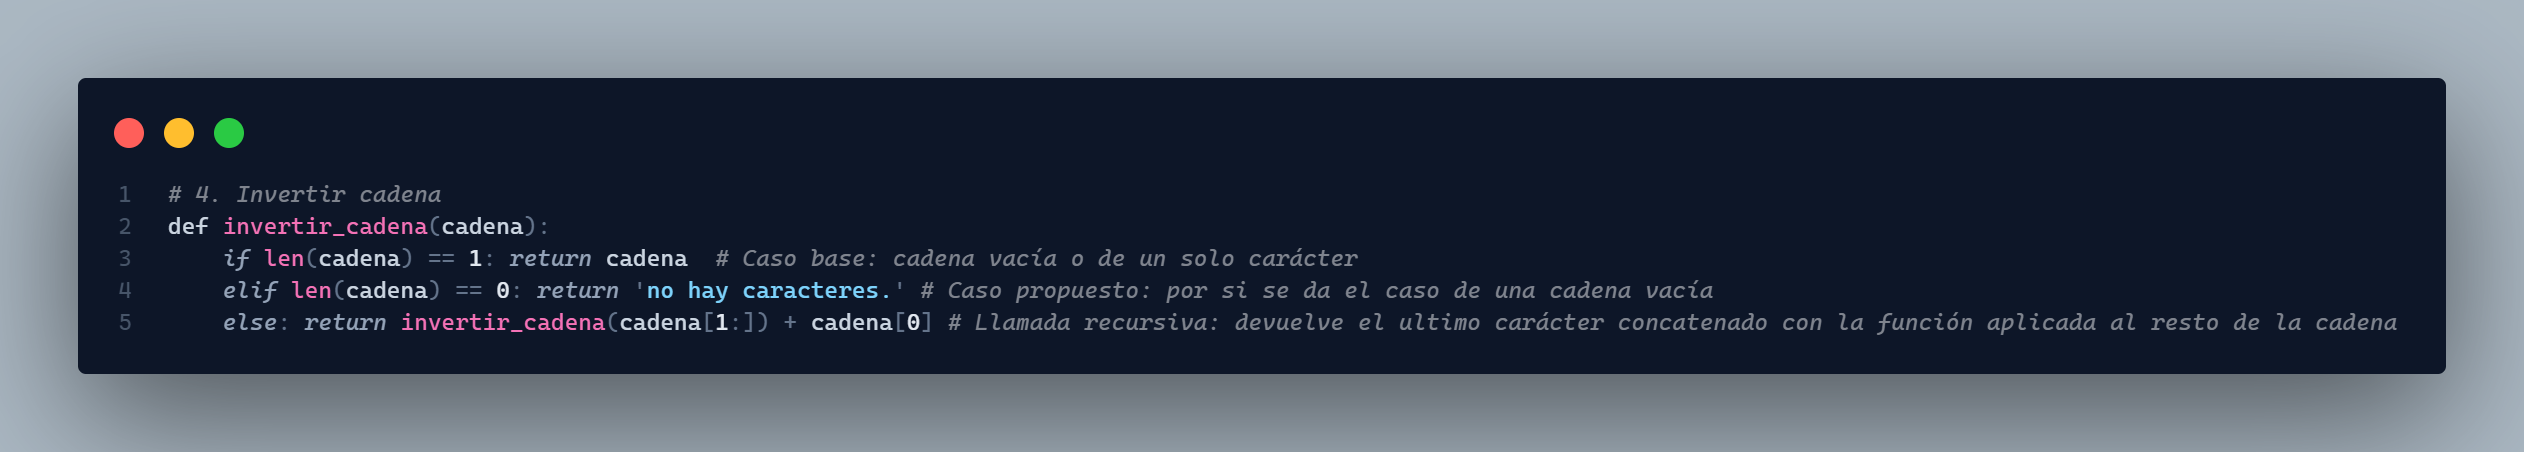 1 # 4. Invertir cadena
2 def invertir_cadena(cadena):
3     if len(cadena) == 1: return cadena  # Caso base: cadena vacía o de un solo carácter
4     elif len(cadena) == 0: return 'no hay caracteres.' # Caso propuesto: por si se da el caso de una cadena vacía
5     else: return invertir_cadena(cadena[1:]) + cadena[0] # Llamada recursiva: devuelve el ultimo carácter concatenado con la función aplicada al resto de la cadena